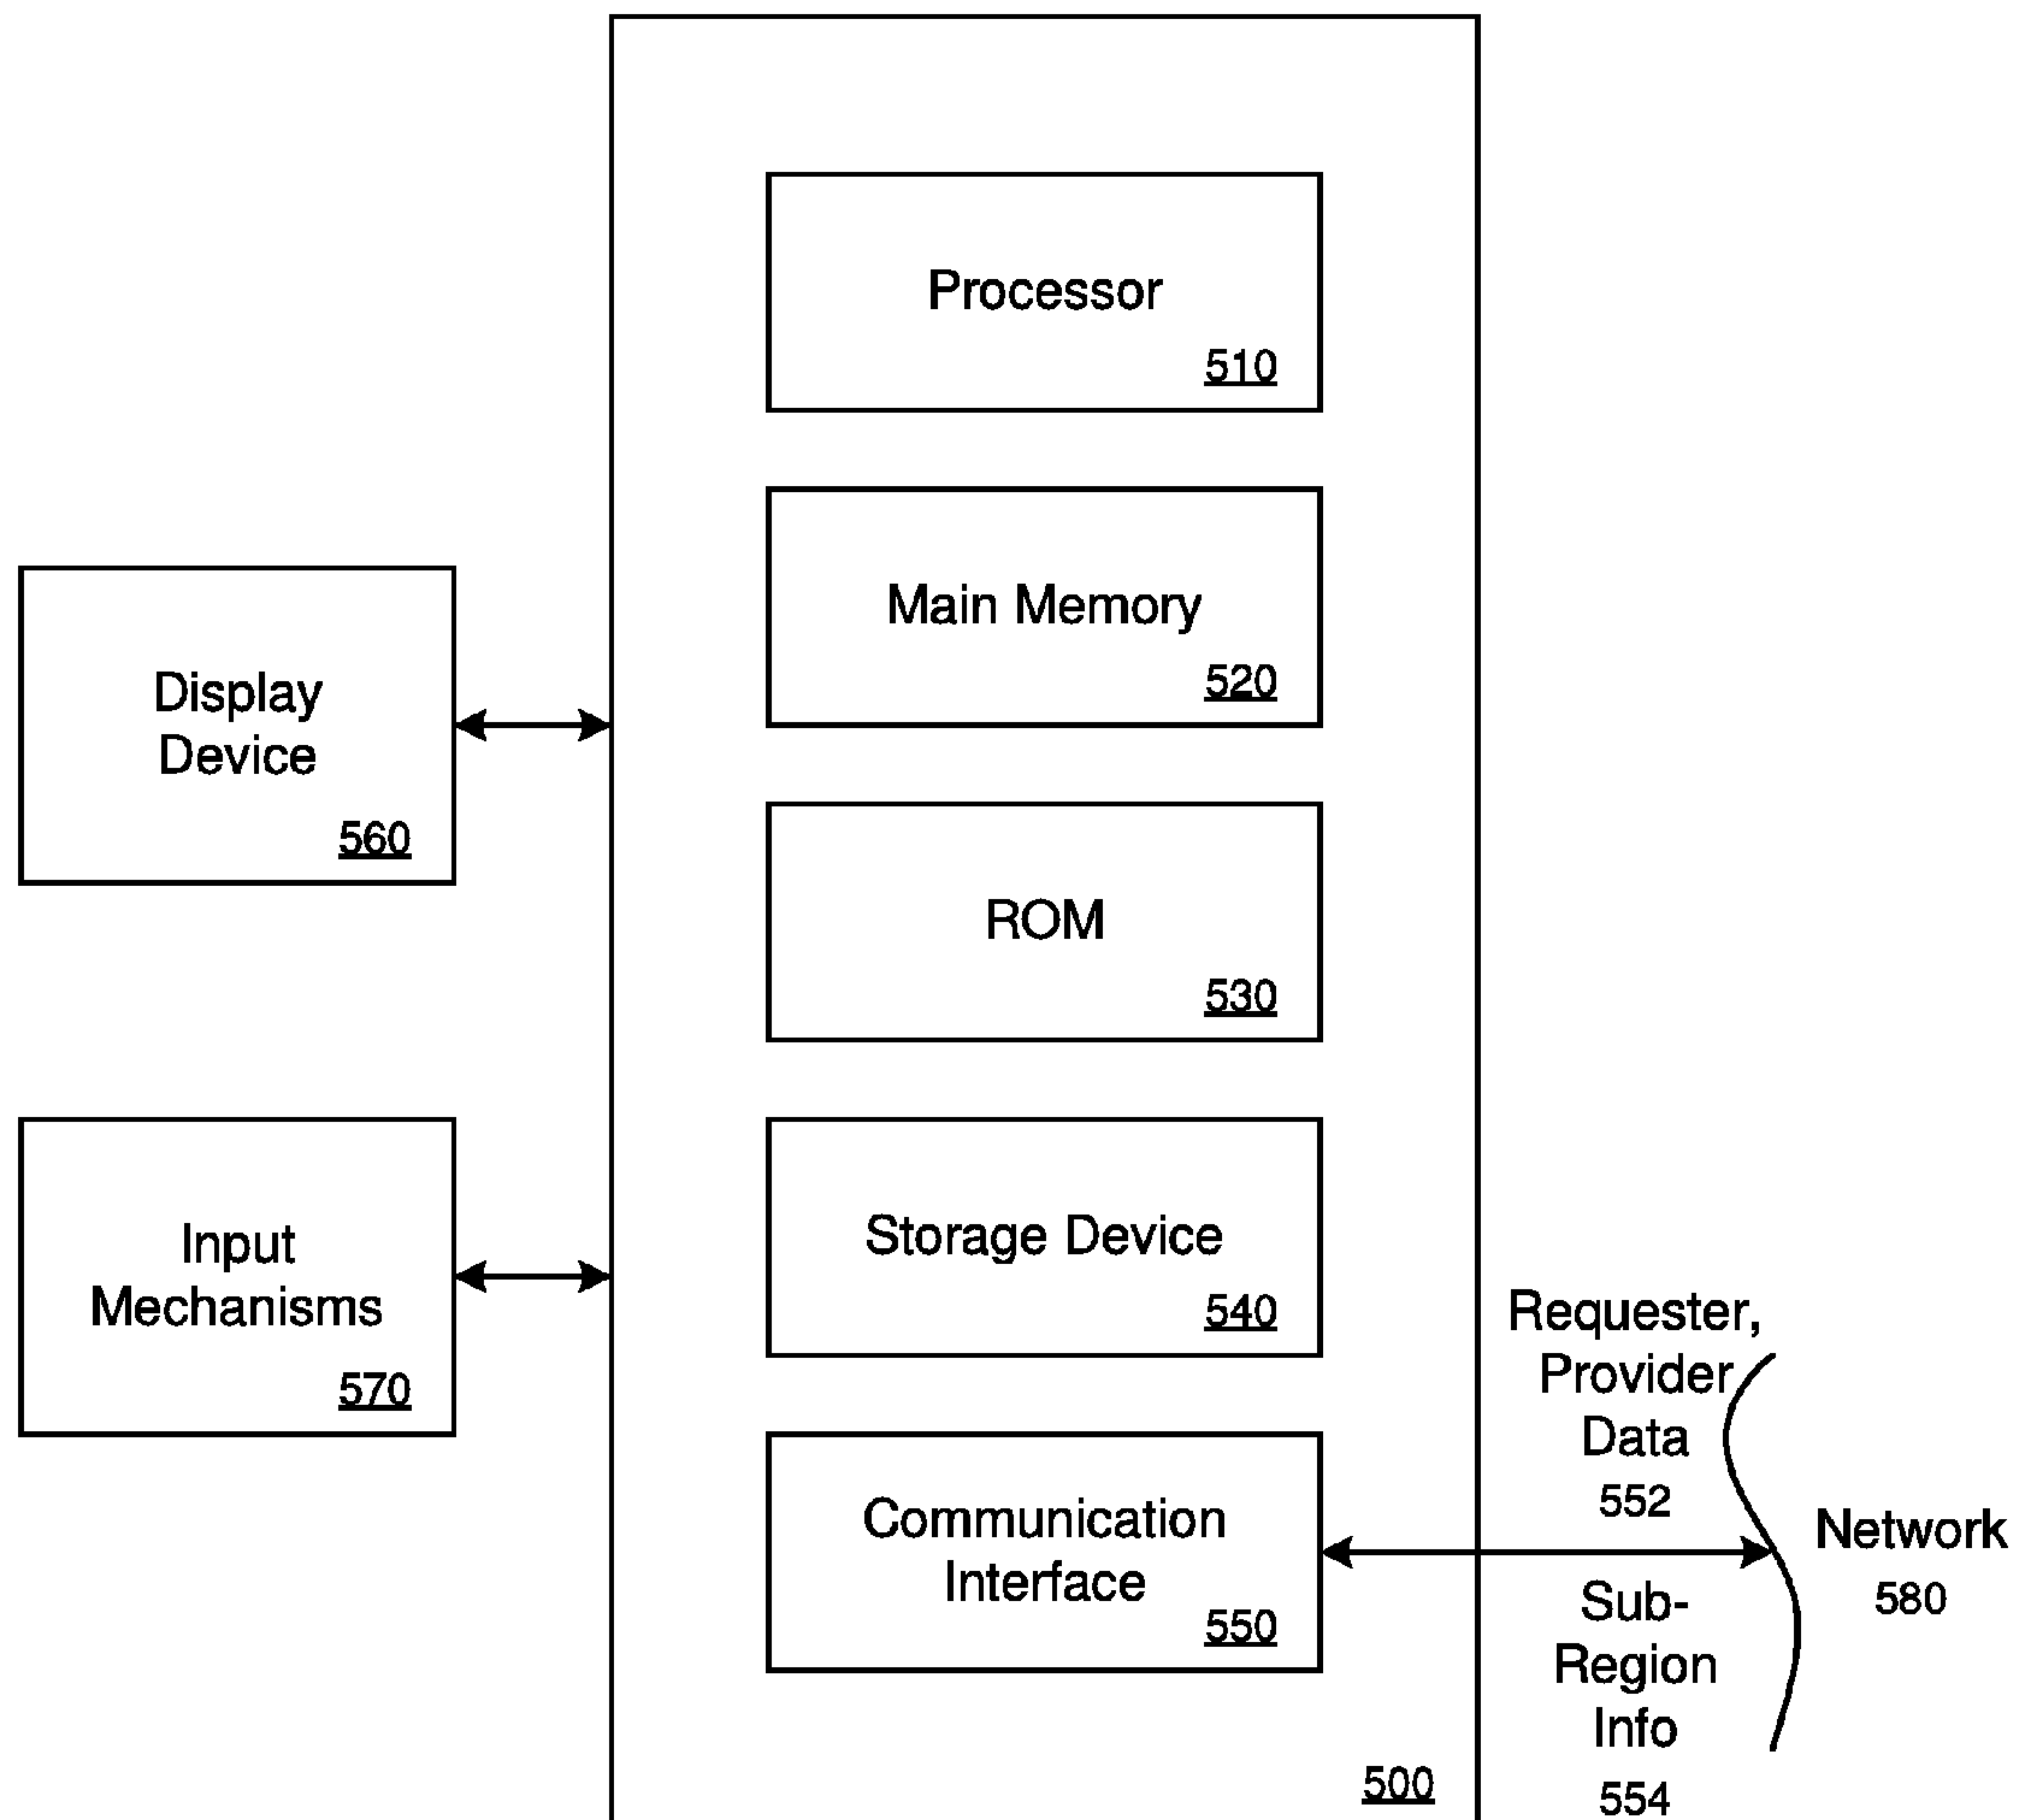 Processor
510
Main Memory
520
Display
Device
560
ROM
530
Input
Mechanisms
570
Storage Device
540
Communication
Interface
550
Requester,
Provider
Data
552
Network
580
Sub-
Region
Info
554
500